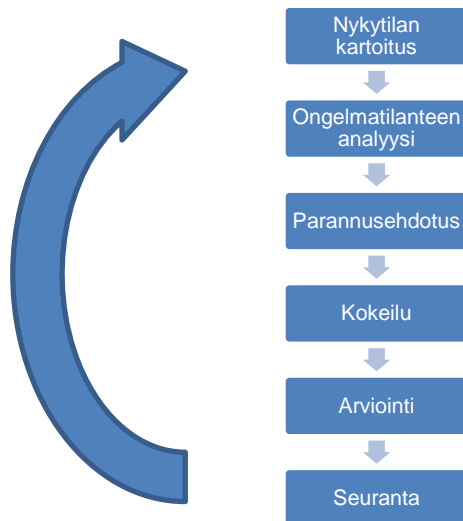 Nykytilan
kartoitus
Ongelmatilanteen
analyysi
Parannusehdotus
Kokeilu
Arviointi
Seuranta